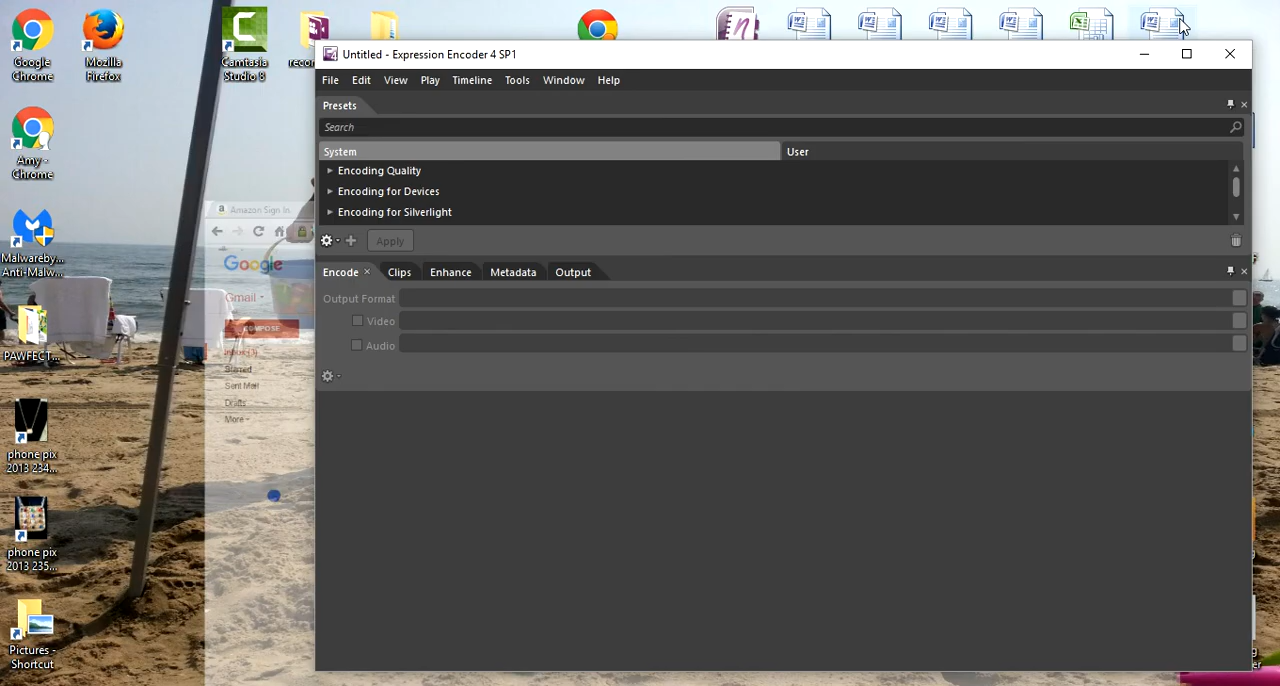 Google
Chrome
Mozilla
Firefox
Camtasia
Studio 8
Untitled - Expression Encoder 4 SP1
File Edit View Play Timeline Tools Window Help
Presets
Search
System User
Encoding Quality
Encoding for Devices
Encoding for Silverlight
Apply
Encode Clips Enhance Metadata Output
Output Format
Video
Audio
Amy -
Chrome
Malwareby...
Anti-Malw...
PAWFECT...
phone pix
2013 234...
phone pix
2013 235...
Pictures -
Shortcut
Amazon Sign In
Google
Gmail
COMPOSE
Inbox (3)
Starred
Sent Mail
Drafts
More